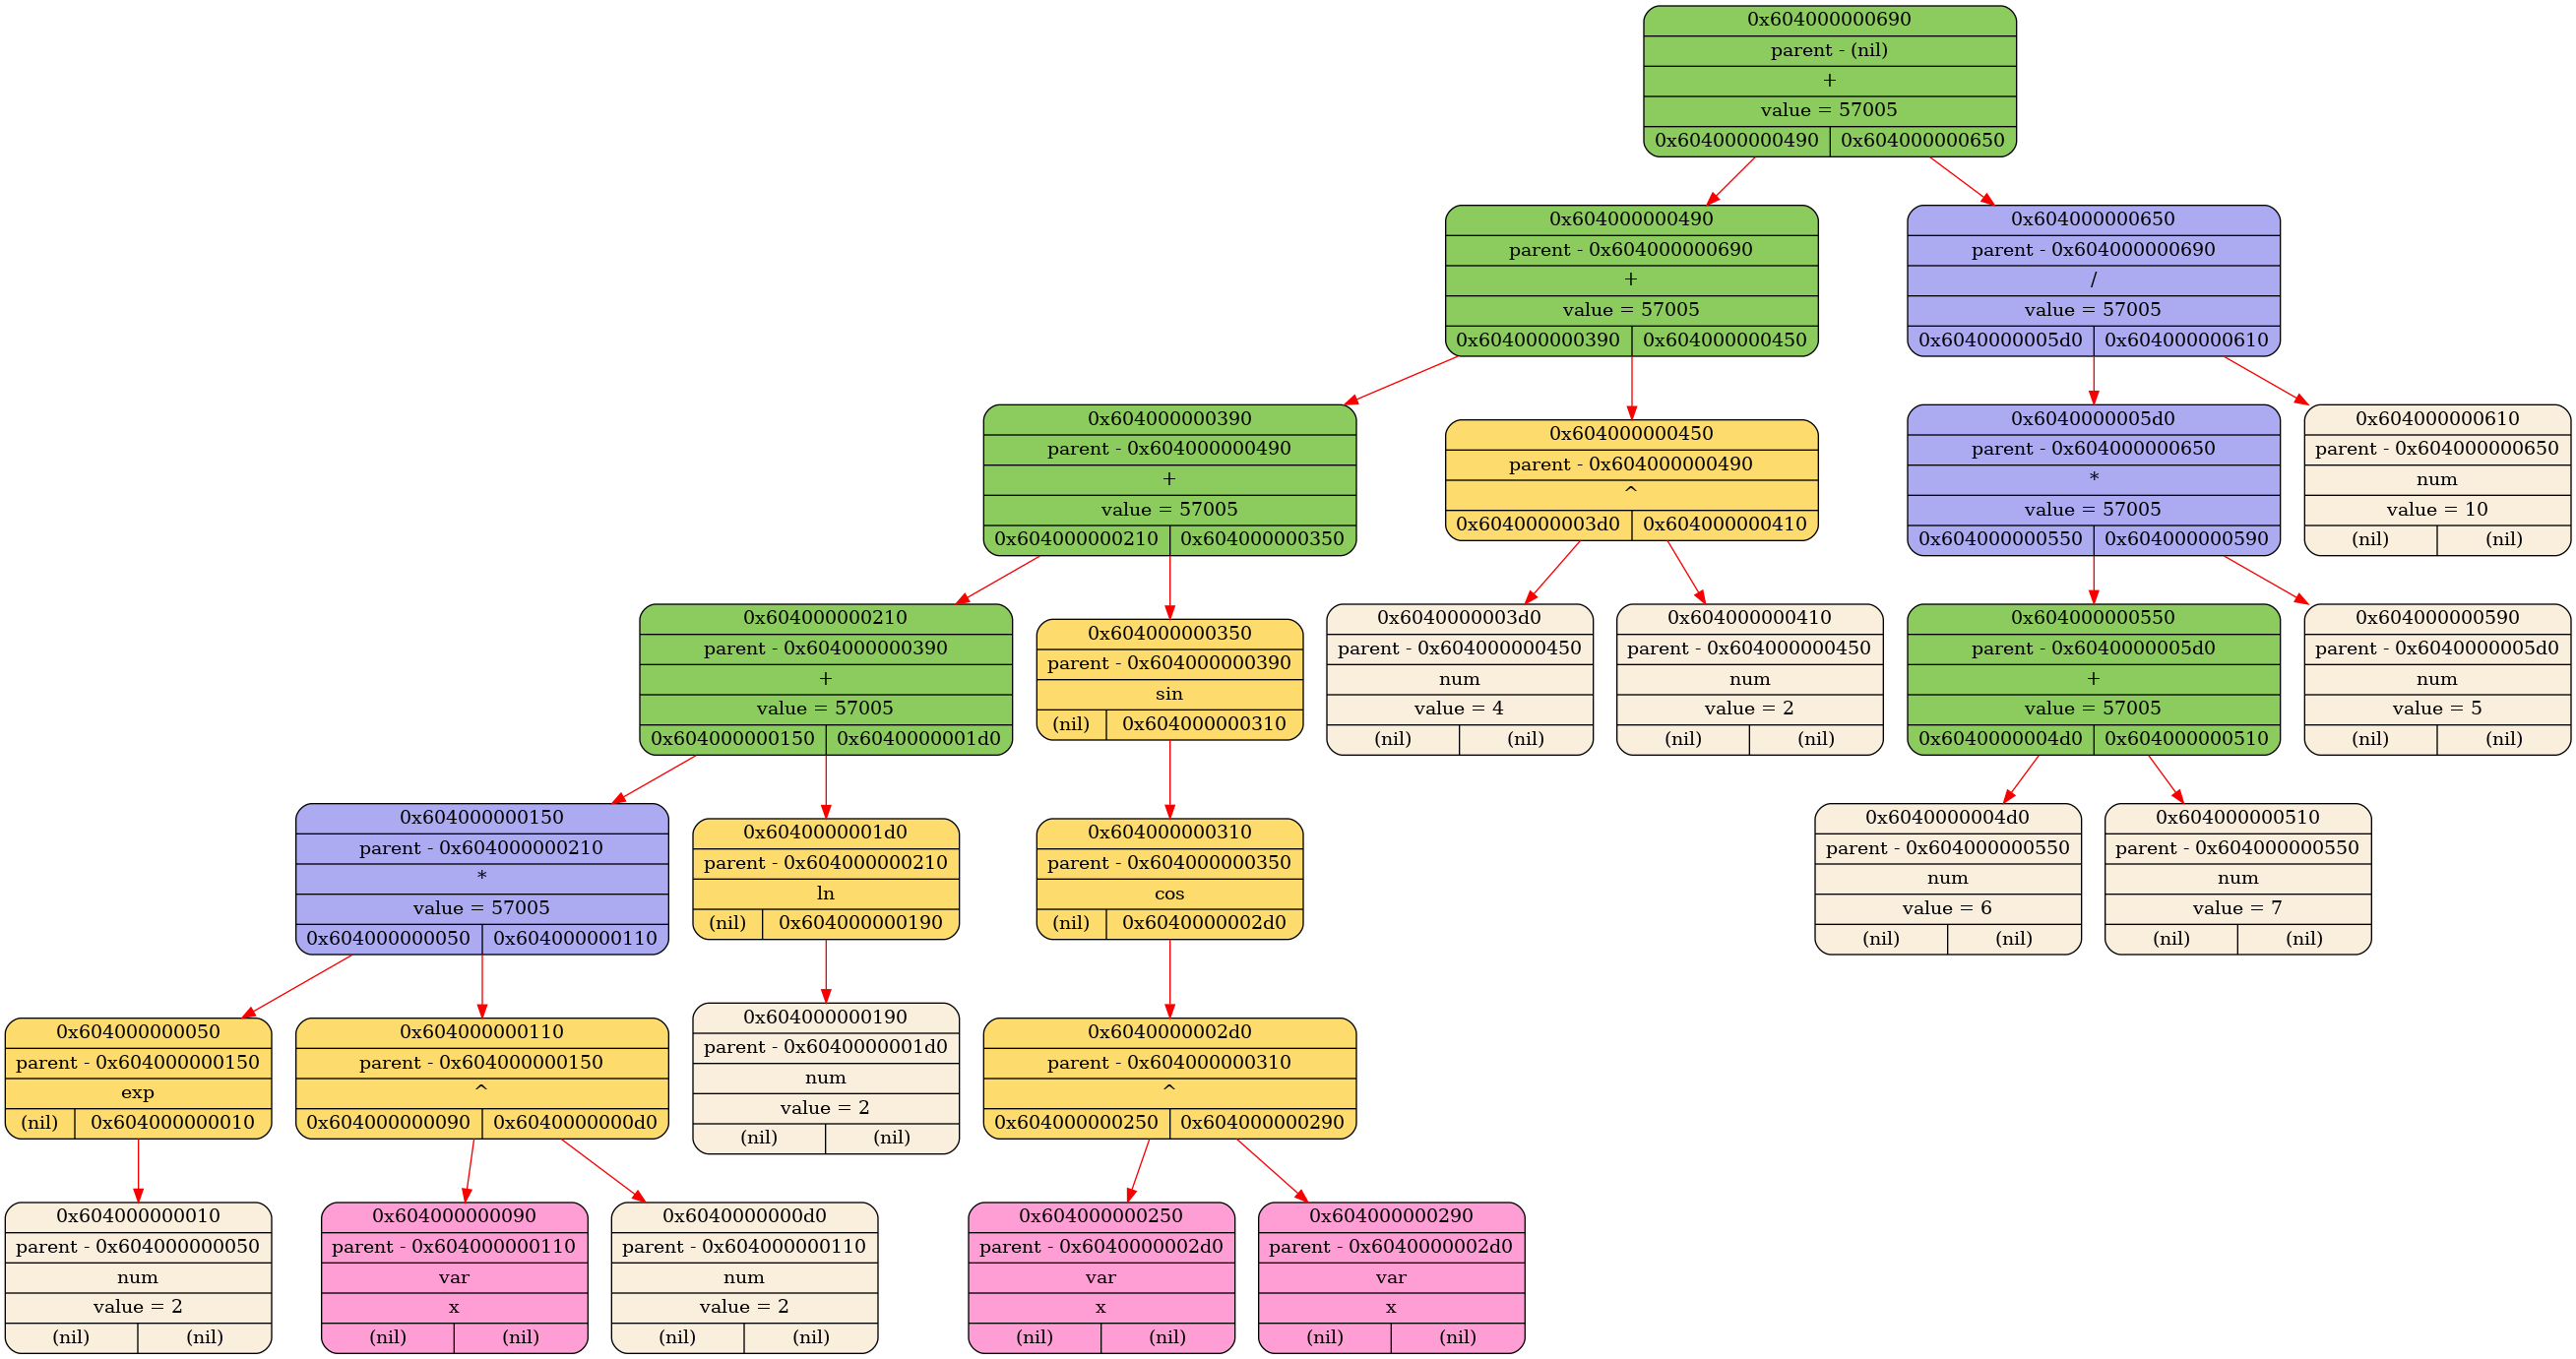 0x604000000690
parent - (nil)
+
value = 57005
0x604000000490 0x604000000650
0x604000000490
parent - 0x604000000690
+
value = 57005
0x604000000390 0x604000000450
0x604000000650
parent - 0x604000000690
/
value = 57005
0x6040000005d0 0x604000000610
0x604000000390
parent - 0x604000000490
+
value = 57005
0x604000000210 0x604000000350
0x604000000450
parent - 0x604000000490
^
0x6040000003d0 0x604000000410
0x6040000005d0
parent - 0x604000000650
*
value = 57005
0x604000000550 0x604000000590
0x604000000610
parent - 0x604000000650
num
value = 10
(nil) (nil)
0x604000000210
parent - 0x604000000390
+
value = 57005
0x604000000150 0x6040000001d0
0x604000000350
parent - 0x604000000390
sin
(nil) 0x604000000310
0x6040000003d0
parent - 0x604000000450
num
value = 4
(nil) (nil)
0x604000000410
parent - 0x604000000450
num
value = 2
(nil) (nil)
0x604000000550
parent - 0x6040000005d0
+
value = 57005
0x6040000004d0 0x604000000510
0x604000000590
parent - 0x6040000005d0
num
value = 5
(nil) (nil)
0x604000000150
parent - 0x604000000210
*
value = 57005
0x604000000050 0x604000000110
0x6040000001d0
parent - 0x604000000210
ln
(nil) 0x604000000190
0x604000000310
parent - 0x604000000350
cos
(nil) 0x6040000002d0
0x6040000004d0
parent - 0x604000000550
num
value = 6
(nil) (nil)
0x604000000510
parent - 0x604000000550
num
value = 7
(nil) (nil)
0x604000000050
parent - 0x604000000150
exp
(nil) 0x604000000010
0x604000000110
parent - 0x604000000150
^
0x604000000090 0x6040000000d0
0x604000000190
parent - 0x6040000001d0
num
value = 2
(nil) (nil)
0x6040000002d0
parent - 0x604000000310
^
0x604000000250 0x604000000290
0x604000000010
parent - 0x604000000050
num
value = 2
(nil) (nil)
0x604000000090
parent - 0x604000000110
var
x
(nil) (nil)
0x6040000000d0
parent - 0x604000000110
num
value = 2
(nil) (nil)
0x604000000250
parent - 0x6040000002d0
var
x
(nil) (nil)
0x604000000290
parent - 0x6040000002d0
var
x
(nil) (nil)